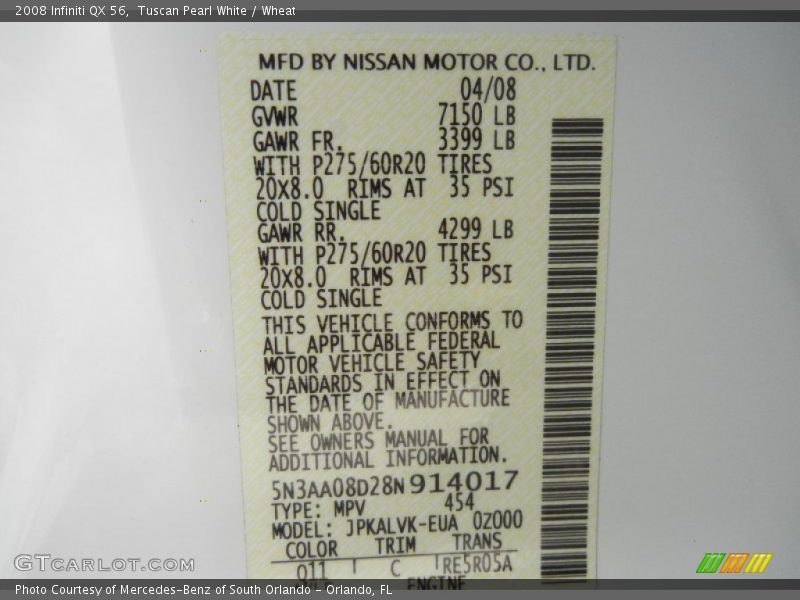 2008 Infiniti QX 56,  Tuscan Pearl White / Wheat
MFD BY NISSAN MOTOR CO., LTD.
DATE 04/08
GVWR 7150 LB
GAWR FR. 3399 LB
WITH P275/60R20 TIRES
20X8.0 RIMS AT 35 PSI
COLD SINGLE
GAWR RR. 4299 LB
WITH P275/60R20 TIRES
20X8.0 RIMS AT 35 PSI
COLD SINGLE
THIS VEHICLE CONFORMS TO
ALL APPLICABLE FEDERAL
MOTOR VEHICLE SAFETY
STANDARDS IN EFFECT ON
THE DATE OF MANUFACTURE
SHOWN ABOVE.
SEE OWNERS MANUAL FOR
ADDITIONAL INFORMATION.
5N3AA08D28N914017
TYPE: MPV 454
MODEL: JPKALVK-EUA 0Z000
COLOR TRIM TRANS
Q11 C RE5R05A
ENGINE
GTCarLot.com
Photo Courtesy of Mercedes-Benz of South Orlando - Orlando, FL